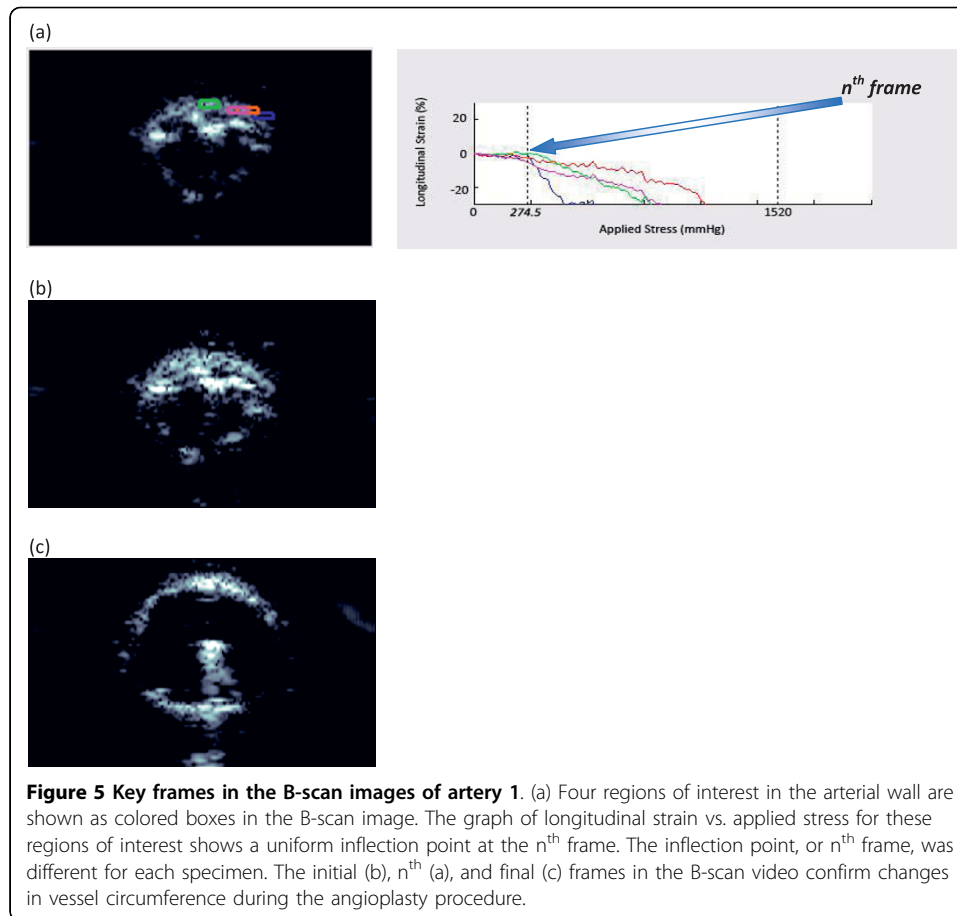 (a)
nth frame
Longitudinal Strain (%)
20
0
-20
0
274.5
1520
Applied Stress (mmHg)
(b)
(c)
Figure 5 Key frames in the B-scan images of artery 1. (a) Four regions of interest in the arterial wall are
shown as colored boxes in the B-scan image. The graph of longitudinal strain vs. applied stress for these
regions of interest shows a uniform inflection point at the nth frame. The inflection point, or nth frame, was
different for each specimen. The initial (b), nth (a), and final (c) frames in the B-scan video confirm changes
in vessel circumference during the angioplasty procedure.